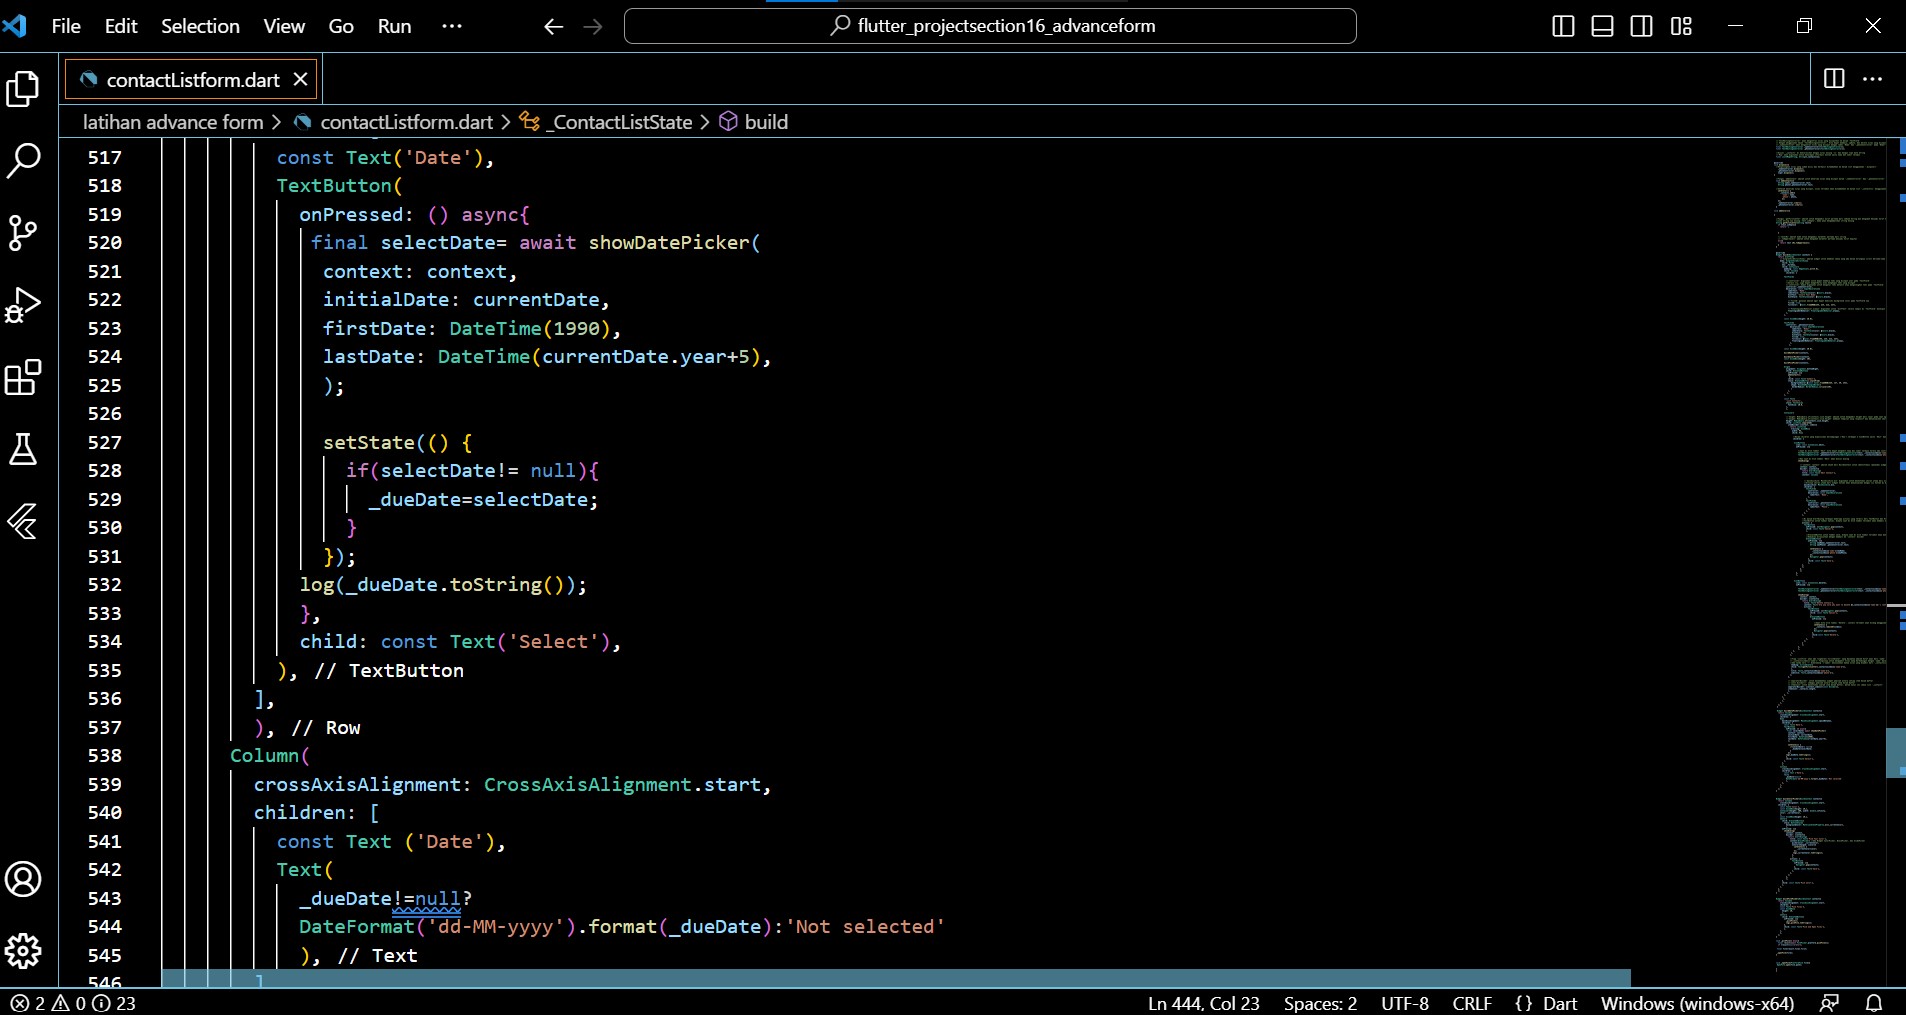 File Edit Selection View Go Run ··· flutter_projectsection16_advanceform
contactListform.dart
latihan advance form > contactListform.dart > _ContactListState > build
517 const Text('Date'),
518 TextButton(
519 onPressed: () async{
520 final selectDate= await showDatePicker(
521 context: context,
522 initialDate: currentDate,
523 firstDate: DateTime(1990),
524 lastDate: DateTime(currentDate.year+5),
525 );
526
527 setState(() {
528 if(selectDate!= null){
529 _dueDate=selectDate;
530 }
531 });
532 log(_dueDate.toString());
533 },
534 child: const Text('Select'),
535 ), // TextButton
536 ],
537 ), // Row
538 Column(
539 crossAxisAlignment: CrossAxisAlignment.start,
540 children: [
541 const Text ('Date'),
542 Text(
543 _dueDate!=null?
544 DateFormat('dd-MM-yyyy').format(_dueDate):'Not selected'
545 ), // Text
546 ]
2 0 23 Ln 444, Col 23 Spaces: 2 UTF-8 CRLF {} Dart Windows (windows-x64)